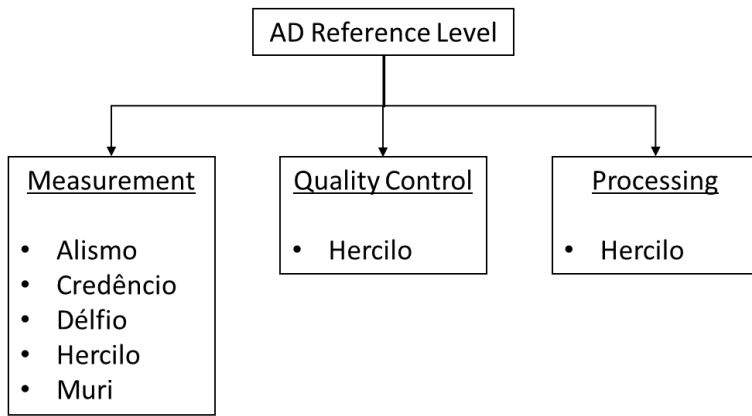 AD Reference Level
Measurement
• Alismo
• Credêncio
• Délfio
• Hercilo
• Muri
Quality Control
• Hercilo
Processing
• Hercilo